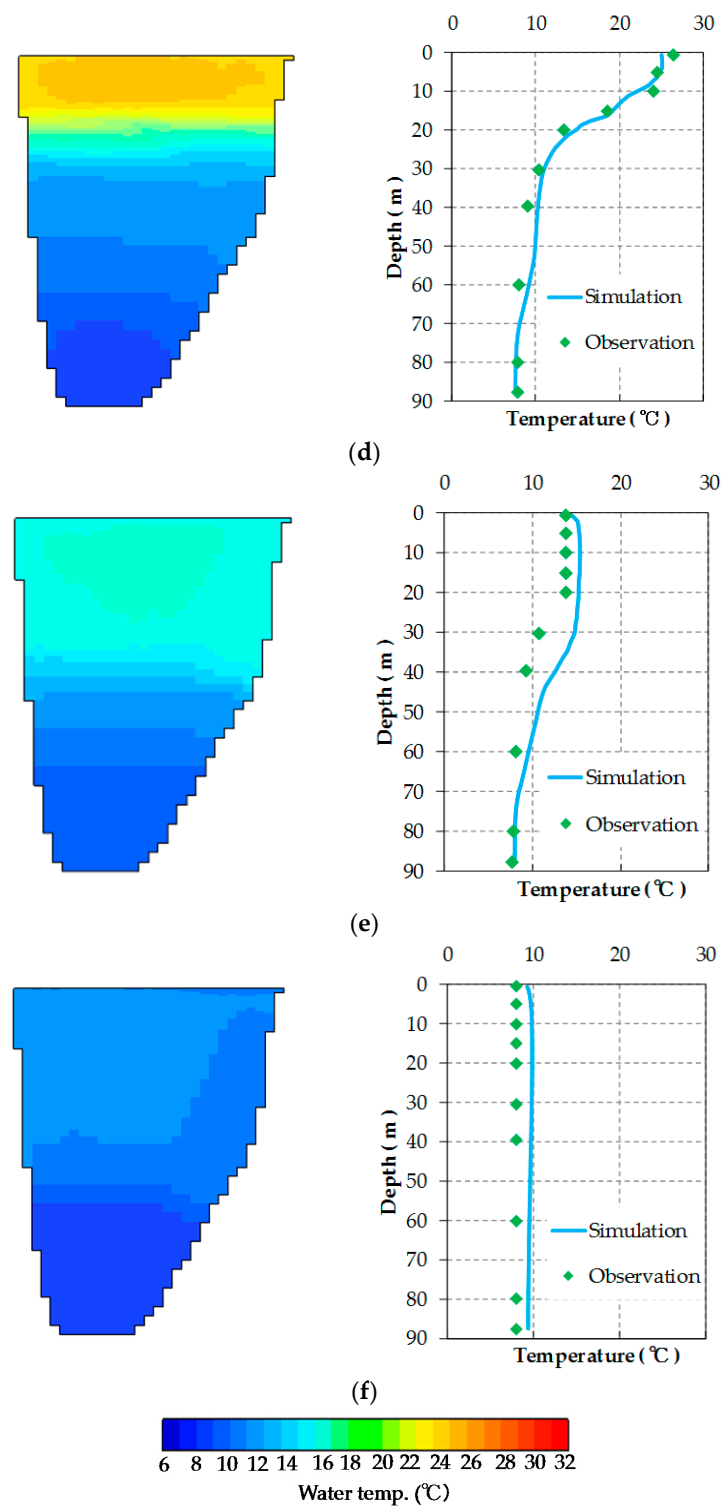 0 10 20 30
0
10
20
30
40
50
60
70
80
90
Depth ( m )
Simulation
Observation
Temperature ( ℃)
(d)
0 10 20 30
0
10
20
30
40
50
60
70
80
90
Depth ( m )
Simulation
Observation
Temperature (℃)
(e)
0 10 20 30
0
10
20
30
40
50
60
70
80
90
Depth ( m )
Simulation
Observation
Temperature (℃)
(f)
6 8 10 12 14 16 18 20 22 24 26 28 30 32
Water temp. (℃)